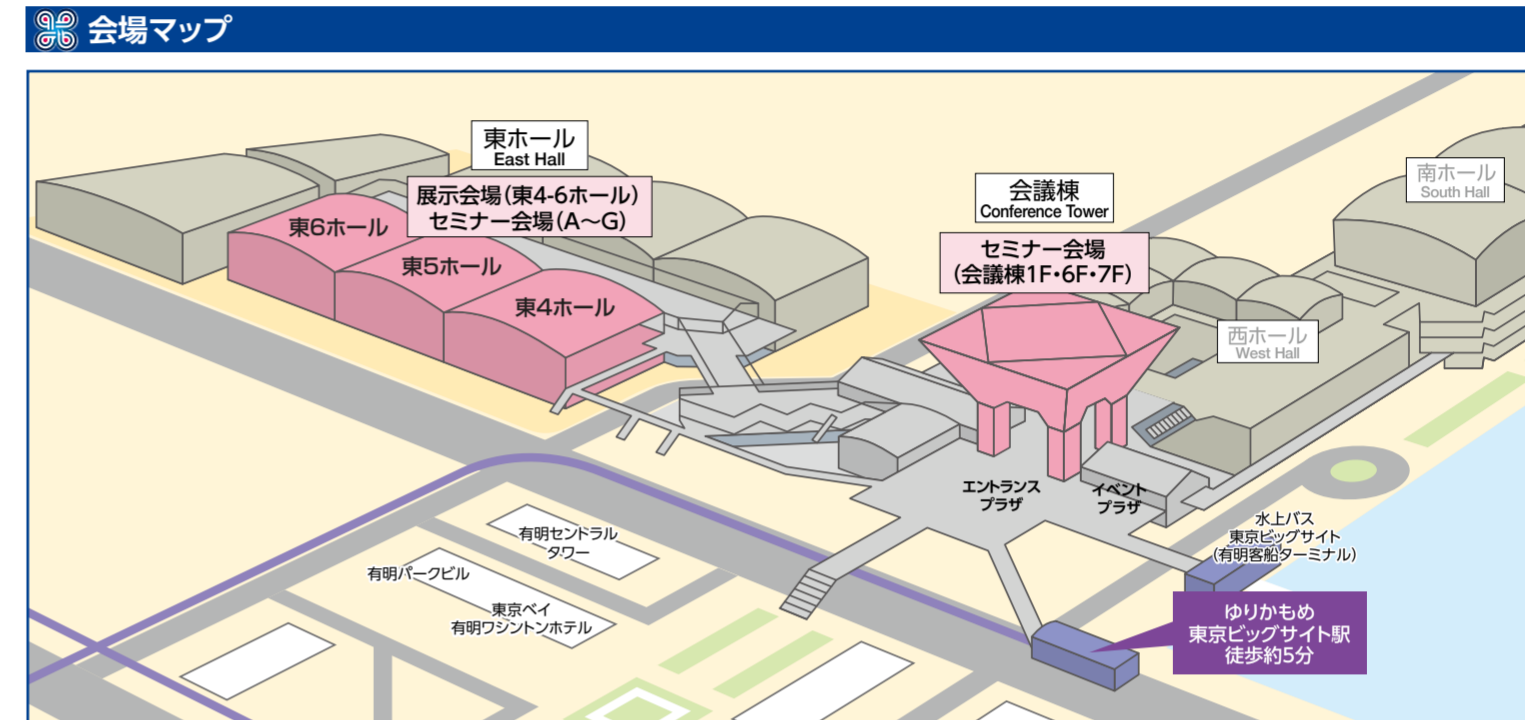 会場マップ
東ホール
East Hall
展示会場(東4-6ホール)
セミナー会場(A〜G)
東6ホール
東5ホール
東4ホール
会議棟
Conference Tower
セミナー会場
(会議棟1F・6F・7F)
南ホール
South Hall
西ホール
West Hall
エントランス
プラザ
イベント
プラザ
水上バス
東京ビッグサイト
(有明客船ターミナル)
有明セントラル
タワー
有明パークビル
東京ベイ
有明ワシントンホテル
ゆりかもめ
東京ビッグサイト駅
徒歩約5分